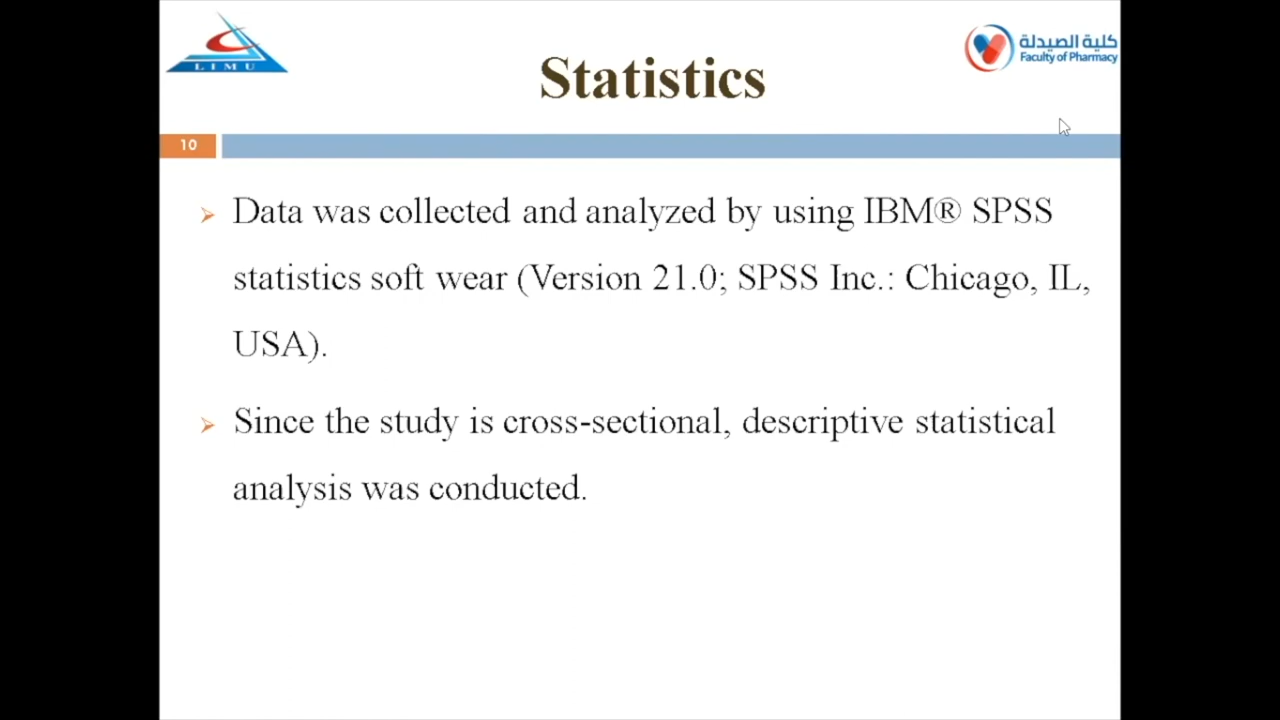 LIMU
كلية الصيدلة
Faculty of Pharmacy
Statistics
10
Data was collected and analyzed by using IBM® SPSS
statistics soft wear (Version 21.0; SPSS Inc.: Chicago, IL,
USA).
Since the study is cross-sectional, descriptive statistical
analysis was conducted.